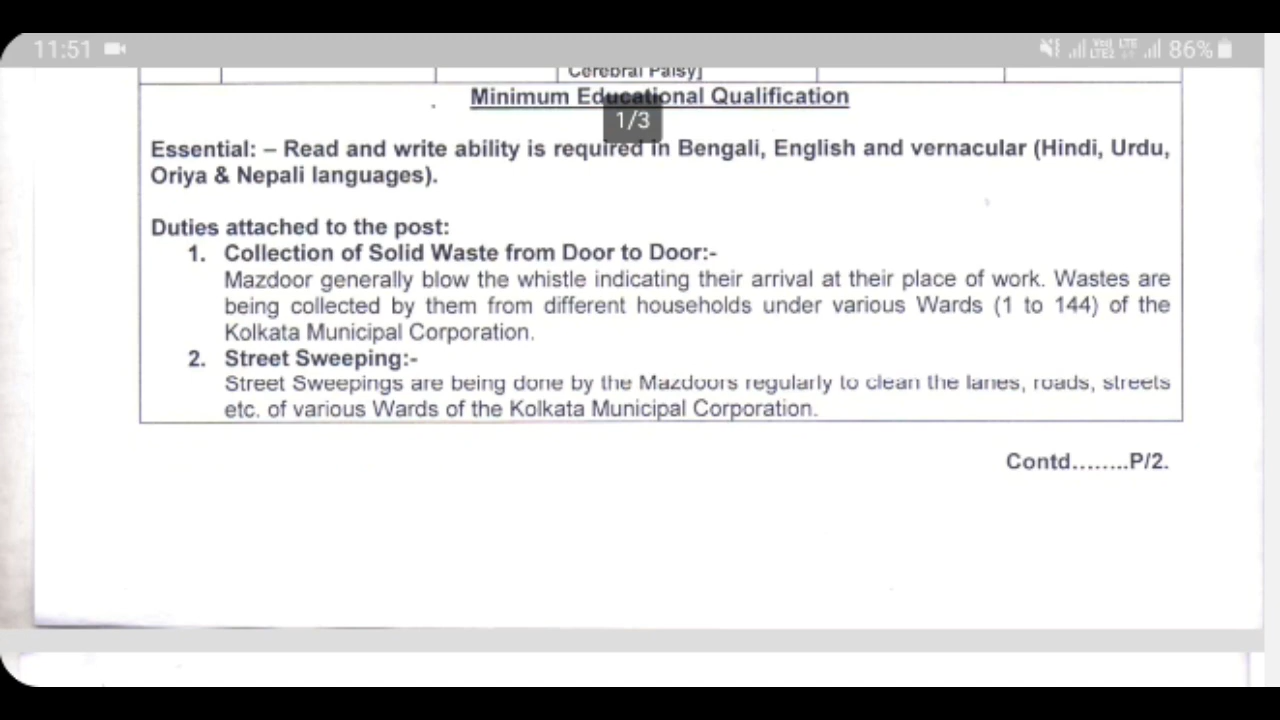 11:51
Vo) LTE LTE2 86%
Cerebral Palsy]
Minimum Educational Qualification
1/3
Essential: – Read and write ability is required in Bengali, English and vernacular (Hindi, Urdu,
Oriya & Nepali languages).
Duties attached to the post:
1. Collection of Solid Waste from Door to Door:-
Mazdoor generally blow the whistle indicating their arrival at their place of work. Wastes are
being collected by them from different households under various Wards (1 to 144) of the
Kolkata Municipal Corporation.
2. Street Sweeping:-
Street Sweepings are being done by the Mazdoors regularly to clean the lanes, roads, streets
etc. of various Wards of the Kolkata Municipal Corporation.
Contd........P/2.